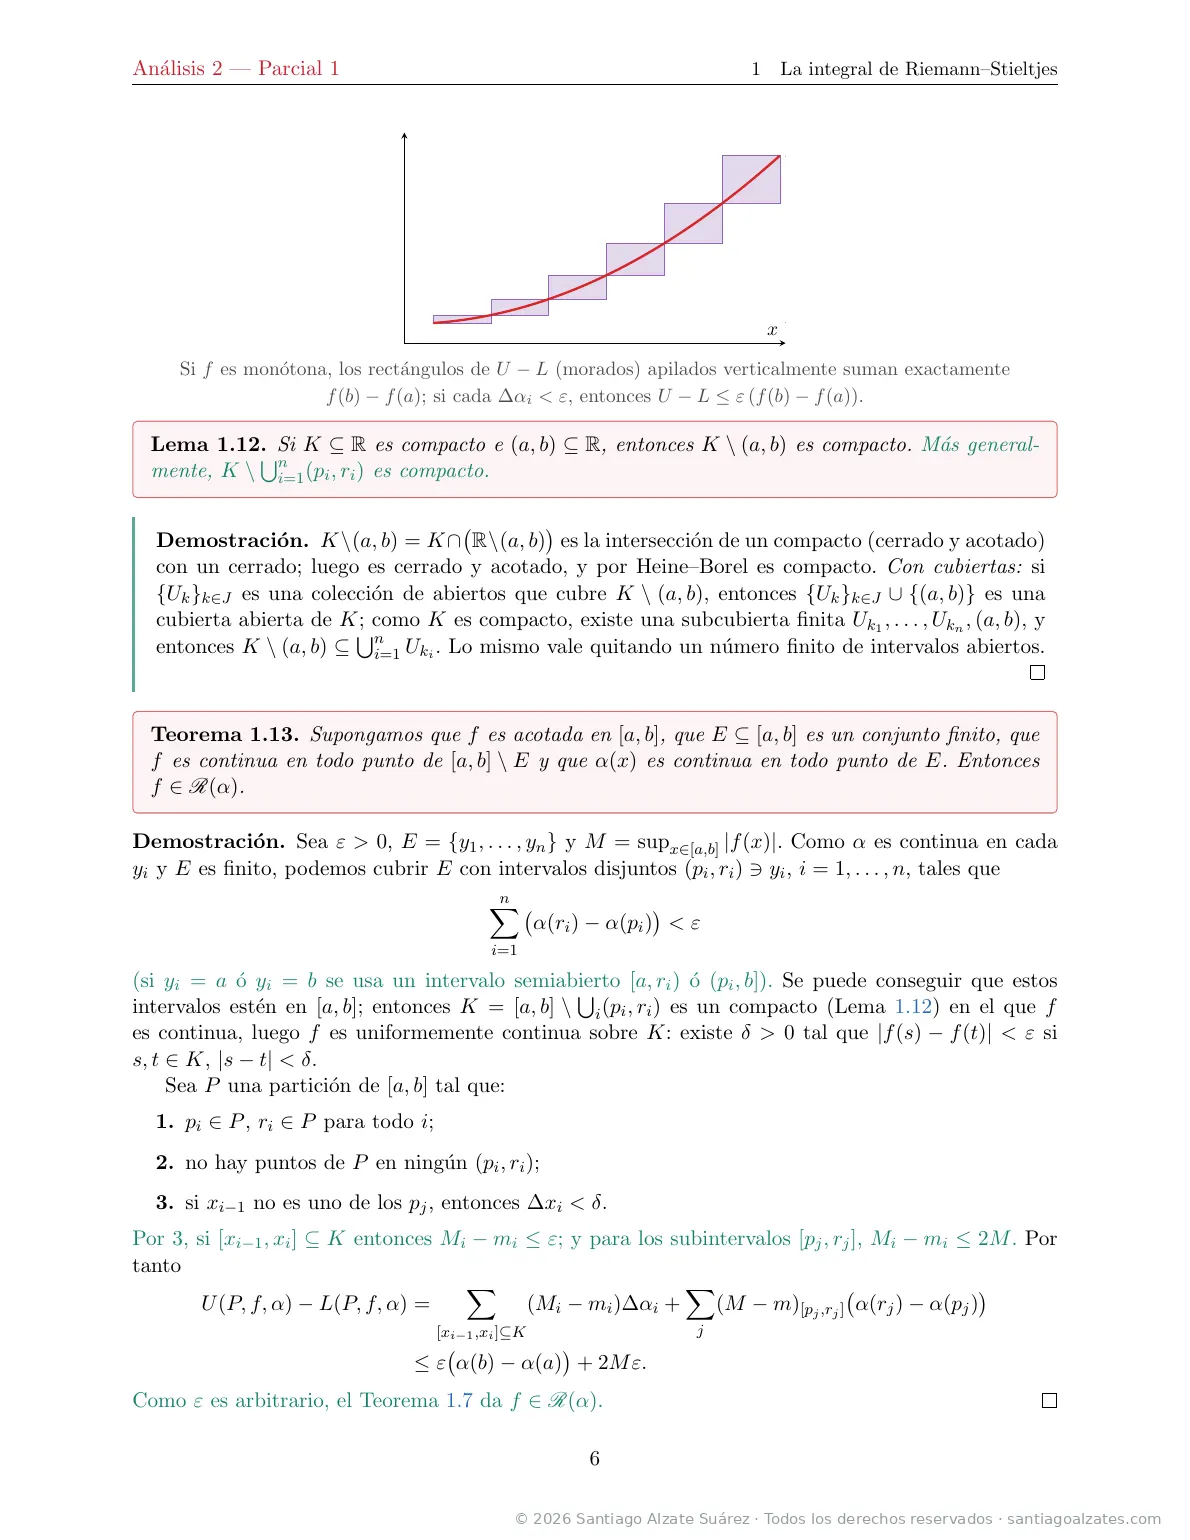 Análisis 2 — Parcial 1
1 La integral de Riemann–Stieltjes
x
Si f es monótona, los rectángulos de U − L (morados) apilados verticalmente suman exactamente
f(b) − f(a); si cada Δα_i < ε, entonces U − L ≤ ε (f(b) − f(a)).
Lema 1.12. Si K ⊆ ℝ es compacto e (a, b) ⊆ ℝ, entonces K \ (a, b) es compacto. Más general-
mente, K \ ⋃_{i=1}^n (p_i, r_i) es compacto.
Demostración. K\(a, b) = K∩(ℝ\(a, b)) es la intersección de un compacto (cerrado y acotado)
con un cerrado; luego es cerrado y acotado, y por Heine–Borel es compacto. Con cubiertas: si
{U_k}_{k∈J} es una colección de abiertos que cubre K \ (a, b), entonces {U_k}_{k∈J} ∪ {(a, b)} es una
cubierta abierta de K; como K es compacto, existe una subcubierta finita U_{k_1}, . . . , U_{k_n}, (a, b), y
entonces K \ (a, b) ⊆ ⋃_{i=1}^n U_{k_i}. Lo mismo vale quitando un número finito de intervalos abiertos.
□
Teorema 1.13. Supongamos que f es acotada en [a, b], que E ⊆ [a, b] es un conjunto finito, que
f es continua en todo punto de [a, b] \ E y que α(x) es continua en todo punto de E. Entonces
f ∈ ℛ(α).
Demostración. Sea ε > 0, E = {y_1, . . . , y_n} y M = sup_{x∈[a,b]} |f(x)|. Como α es continua en cada
y_i y E es finito, podemos cubrir E con intervalos disjuntos (p_i, r_i) ∋ y_i, i = 1, . . . , n, tales que
∑_{i=1}^n (α(r_i) − α(p_i)) < ε
(si y_i = a ó y_i = b se usa un intervalo semiabierto [a, r_i) ó (p_i, b]). Se puede conseguir que estos
intervalos estén en [a, b]; entonces K = [a, b] \ ⋃_i (p_i, r_i) es un compacto (Lema 1.12) en el que f
es continua, luego f es uniformemente continua sobre K: existe δ > 0 tal que |f(s) − f(t)| < ε si
s, t ∈ K, |s − t| < δ.
Sea P una partición de [a, b] tal que:
1. p_i ∈ P, r_i ∈ P para todo i;
2. no hay puntos de P en ningún (p_i, r_i);
3. si x_{i−1} no es uno de los p_j, entonces Δx_i < δ.
Por 3, si [x_{i−1}, x_i] ⊆ K entonces M_i − m_i ≤ ε; y para los subintervalos [p_j, r_j], M_i − m_i ≤ 2M. Por
tanto
U(P, f, α) − L(P, f, α) = ∑_{[x_{i−1},x_i]⊆K} (M_i − m_i)Δα_i + ∑_j (M − m)_{[p_j,r_j]} (α(r_j) − α(p_j))
≤ ε(α(b) − α(a)) + 2Mε.
Como ε es arbitrario, el Teorema 1.7 da f ∈ ℛ(α). □
6
© 2026 Santiago Alzate Suárez · Todos los derechos reservados · santiagoalzates.com